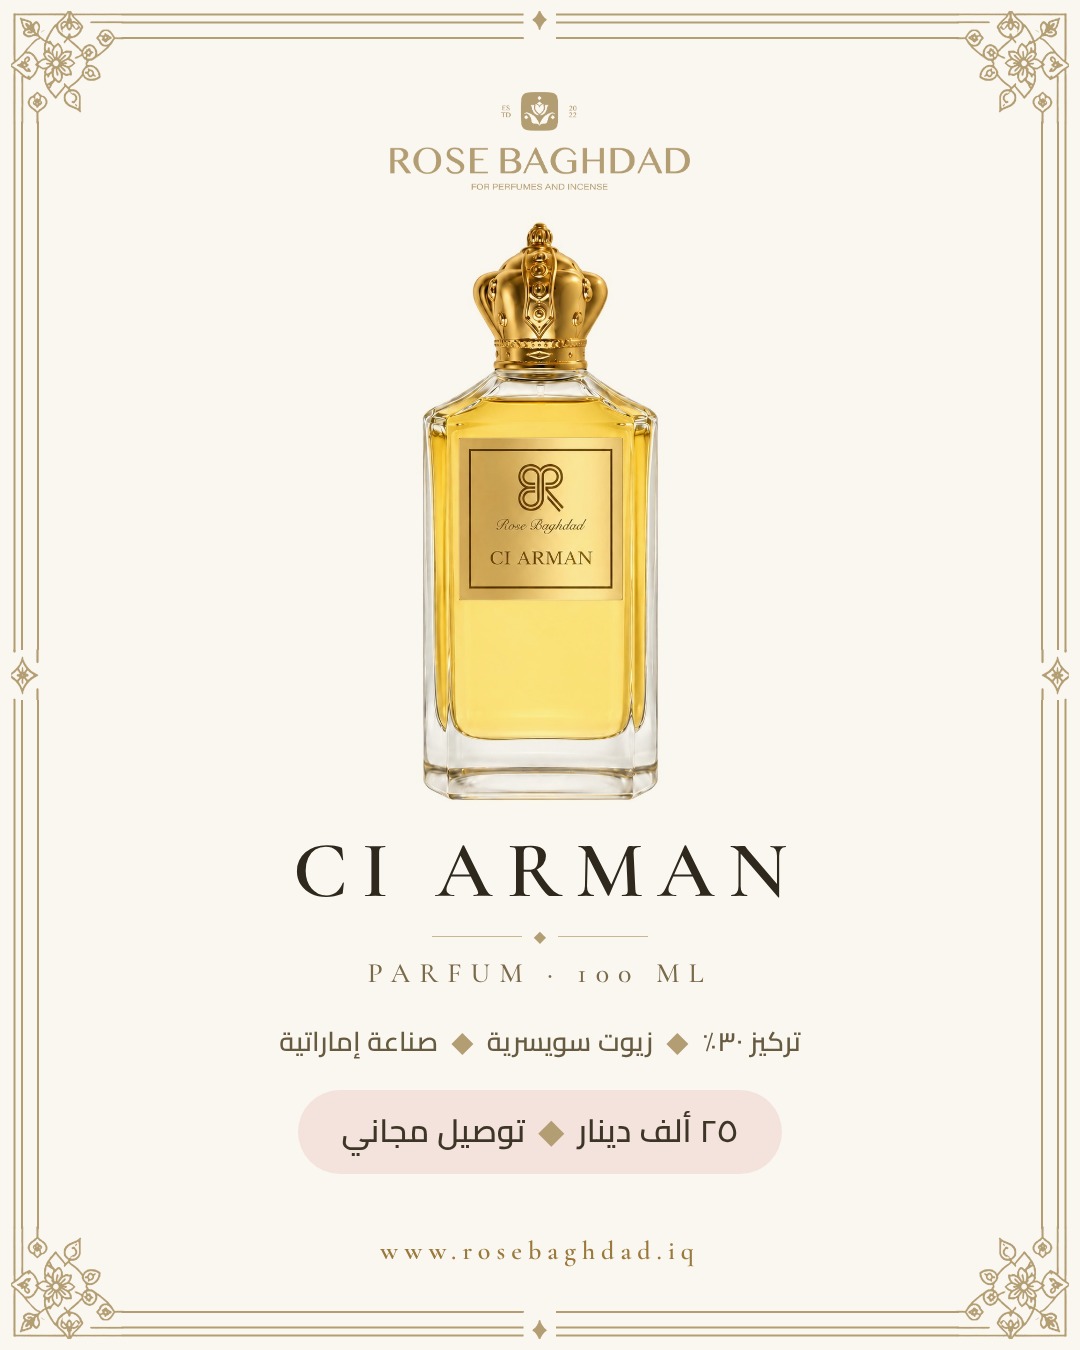 ES TD 20 22
ROSE BAGHDAD
FOR PERFUMES AND INCENSE
Rose Baghdad
CI ARMAN
CI ARMAN
PARFUM · 100 ML
تركيز ٣٠٪ ◆ زيوت سويسرية ◆ صناعة إماراتية
٢٥ ألف دينار ◆ توصيل مجاني
www.rosebaghdad.iq